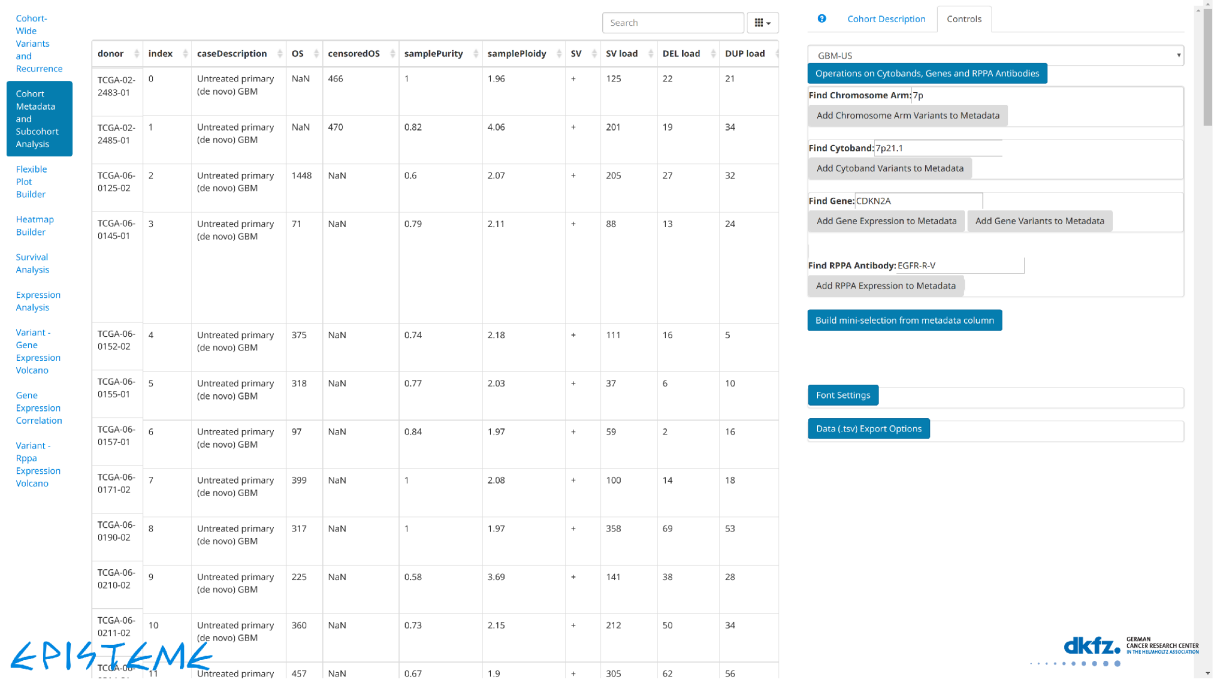 Cohort-
Wide
Variants
and
Recurrence
Cohort
Metadata
and
Subcohort
Analysis
Flexible
Plot
Builder
Heatmap
Builder
Survival
Analysis
Expression
Analysis
Variant -
Gene
Expression
Volcano
Gene
Expression
Correlation
Variant -
Rppa
Expression
Volcano
Search
donor index caseDescription OS censoredOS samplePurity samplePloidy SV SV load DEL load DUP load
TCGA-02- 0 Untreated primary NaN 466 1 1.96 + 125 22 21
2483-01 (de novo) GBM
TCGA-02- 1 Untreated primary NaN 470 0.82 4.06 + 201 19 34
2485-01 (de novo) GBM
TCGA-06- 2 Untreated primary 1448 NaN 0.6 2.07 + 205 27 32
0125-02 (de novo) GBM
TCGA-06- 3 Untreated primary 71 NaN 0.79 2.11 + 88 13 24
0145-01 (de novo) GBM
TCGA-06- 4 Untreated primary 375 NaN 0.74 2.18 + 111 16 5
0152-02 (de novo) GBM
TCGA-06- 5 Untreated primary 318 NaN 0.77 2.03 + 37 6 10
0155-01 (de novo) GBM
TCGA-06- 6 Untreated primary 97 NaN 0.84 1.97 + 59 2 16
0157-01 (de novo) GBM
TCGA-06- 7 Untreated primary 399 NaN 1 2.08 + 100 14 18
0171-02 (de novo) GBM
TCGA-06- 8 Untreated primary 317 NaN 1 1.97 + 358 69 53
0190-02 (de novo) GBM
TCGA-06- 9 Untreated primary 225 NaN 0.58 3.69 + 141 38 28
0210-02 (de novo) GBM
TCGA-06- 10 Untreated primary 360 NaN 0.73 2.15 + 212 50 34
0211-02 (de novo) GBM
TCGA-06- 11 Untreated primary 457 NaN 0.67 1.9 + 305 62 56
EPISTEME
? Cohort Description Controls
GBM-US
Operations on Cytobands, Genes and RPPA Antibodies
Find Chromosome Arm: 7p
Add Chromosome Arm Variants to Metadata
Find Cytoband: 7p21.1
Add Cytoband Variants to Metadata
Find Gene: CDKN2A
Add Gene Expression to Metadata Add Gene Variants to Metadata
Find RPPA Antibody: EGFR-R-V
Add RPPA Expression to Metadata
Build mini-selection from metadata column
Font Settings
Data (.tsv) Export Options
dkfz.
GERMAN
CANCER RESEARCH CENTER
IN THE HELMHOLTZ ASSOCIATION